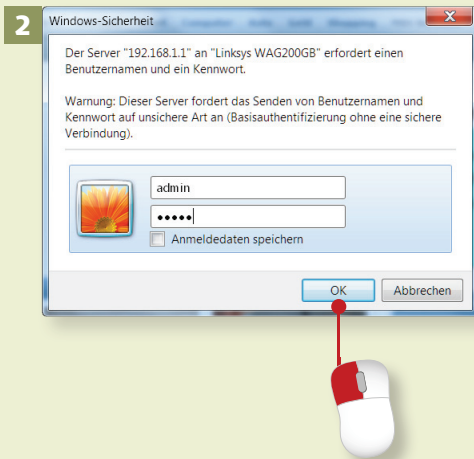 2
Windows-Sicherheit
Der Server "192.168.1.1" an "Linksys WAG200GB" erfordert einen
Benutzernamen und ein Kennwort.
Warnung: Dieser Server fordert das Senden von Benutzernamen und
Kennwort auf unsichere Art an (Basisauthentifizierung ohne eine sichere
Verbindung).
admin
•••••
Anmeldedaten speichern
OK
Abbrechen